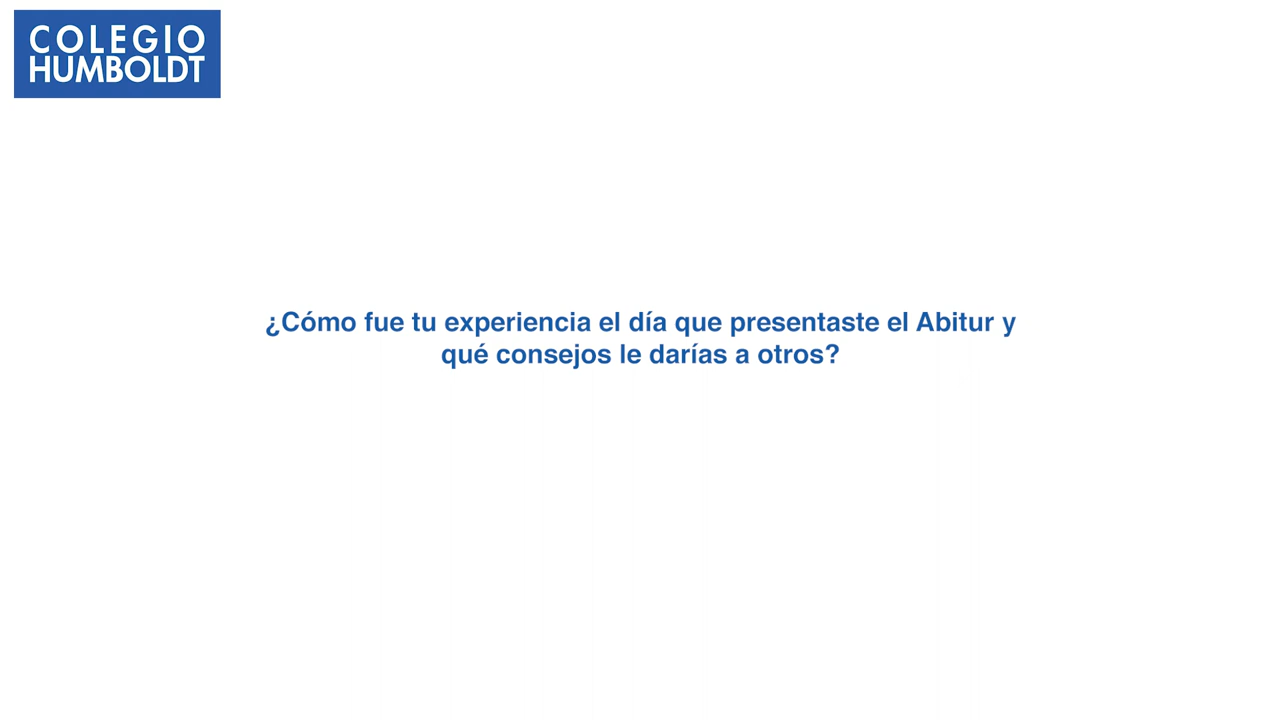 COLEGIO
HUMBOLDT
¿Cómo fue tu experiencia el día que presentaste el Abitur y
qué consejos le darías a otros?